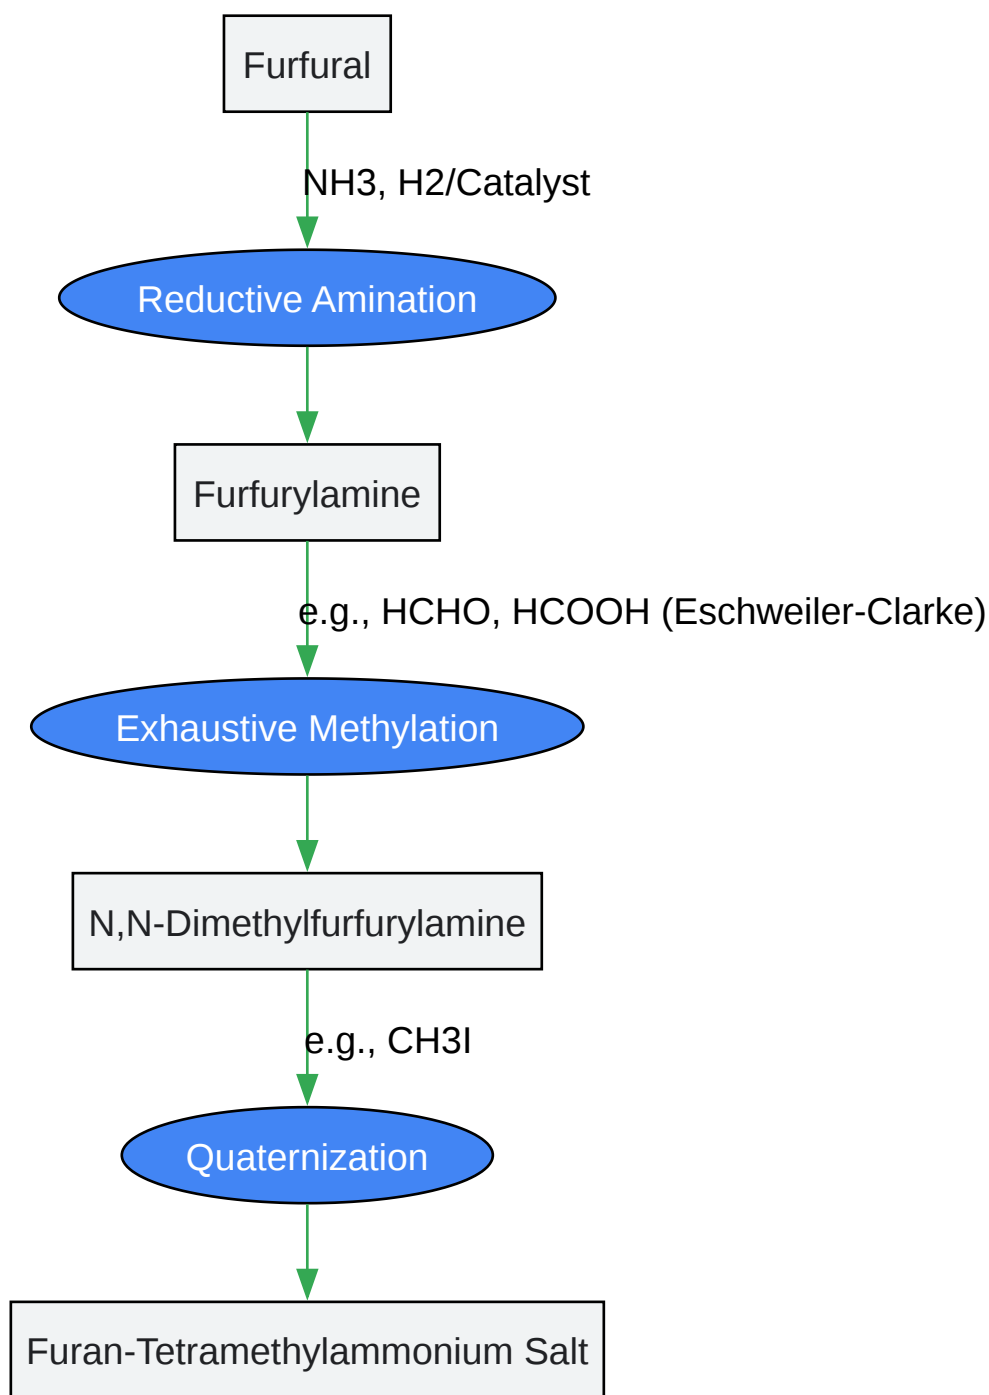 Furfural
NH3, H2/Catalyst
Reductive Amination
Furfurylamine
e.g., HCHO, HCOOH (Eschweiler-Clarke)
Exhaustive Methylation
N,N-Dimethylfurfurylamine
e.g., CH3I
Quaternization
Furan-Tetramethylammonium Salt